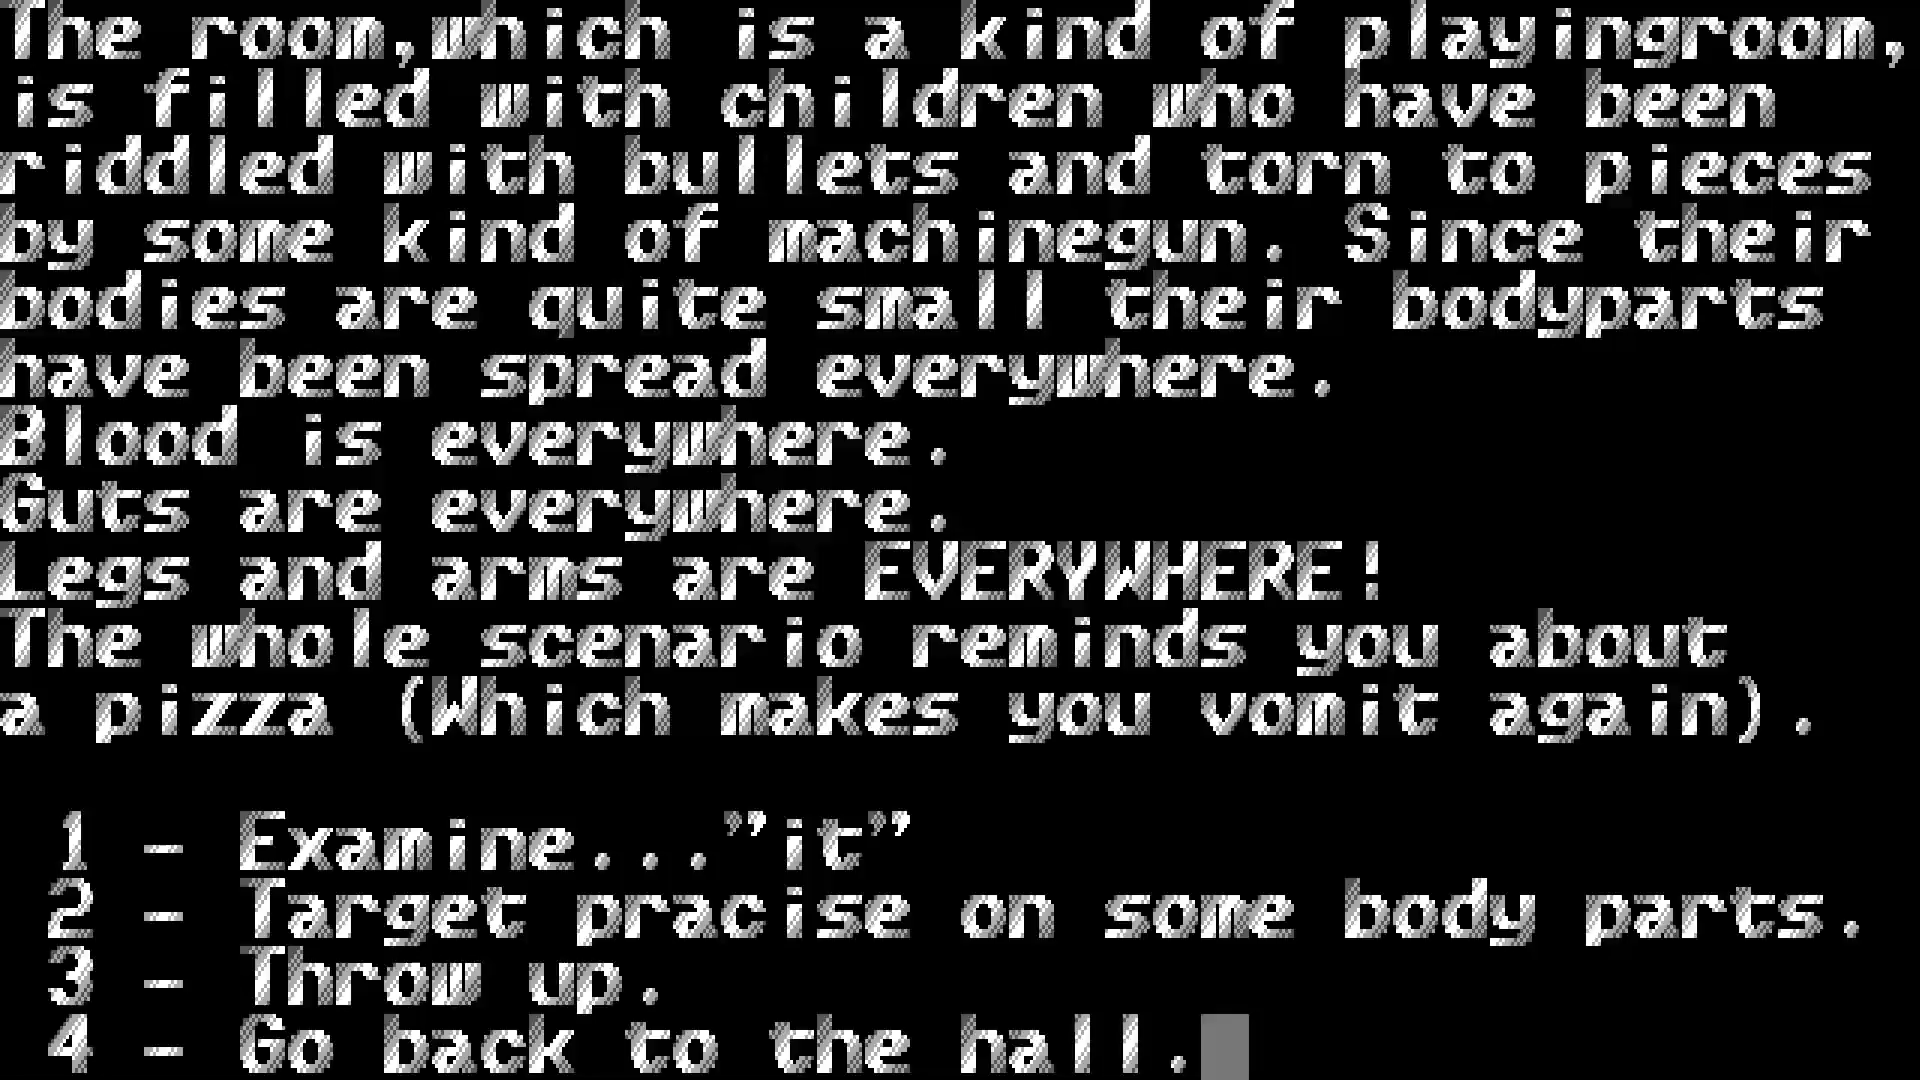 The room,which is a kind of playingroom,
is filled with children who have been
riddled with bullets and torn to pieces
by some kind of machinegun. Since their
bodies are quite small their bodyparts
have been spread everywhere.
Blood is everywhere.
Guts are everywhere.
Legs and arms are EVERYWHERE!
The whole scenario reminds you about
a pizza (Which makes you vomit again).
1 - Examine..."it"
2 - Target pracise on some body parts.
3 - Throw up.
4 - Go back to the hall.